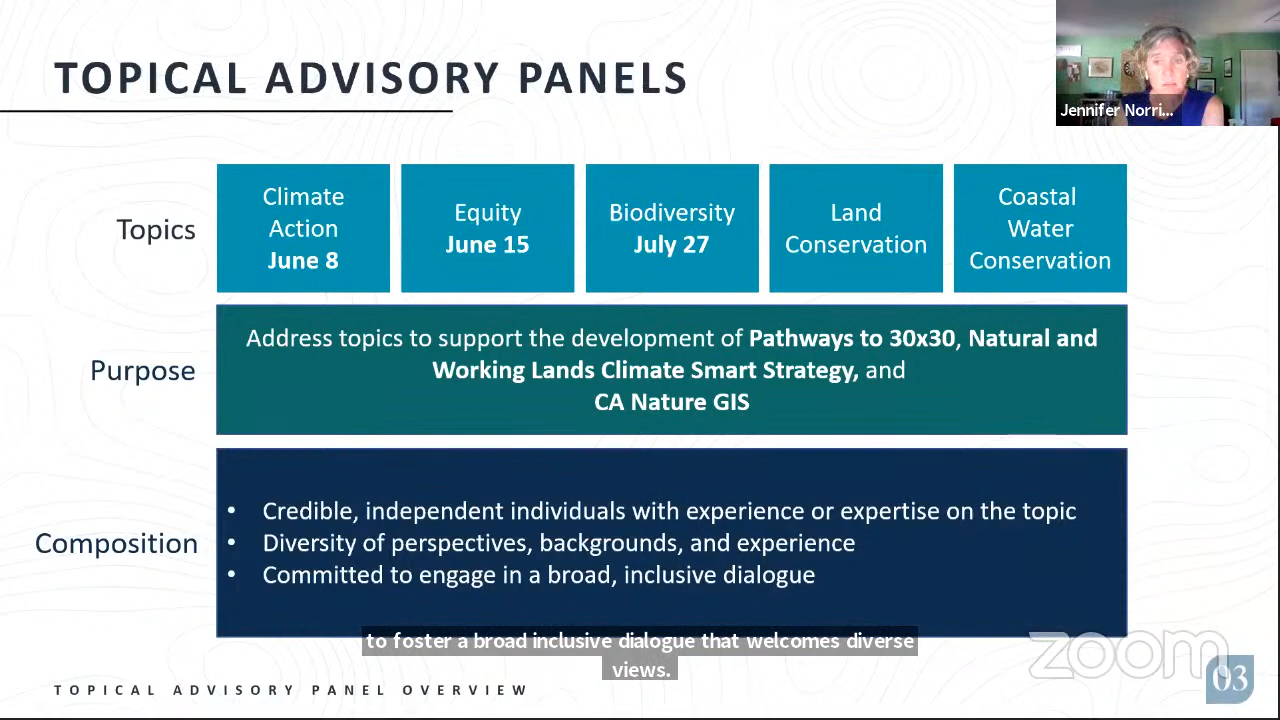 TOPICAL ADVISORY PANELS
Jennifer Norri...
Topics
Climate
Action
June 8
Equity
June 15
Biodiversity
July 27
Land
Conservation
Coastal
Water
Conservation
Purpose
Address topics to support the development of Pathways to 30x30, Natural and
Working Lands Climate Smart Strategy, and
CA Nature GIS
Composition
• Credible, independent individuals with experience or expertise on the topic
• Diversity of perspectives, backgrounds, and experience
• Committed to engage in a broad, inclusive dialogue
to foster a broad inclusive dialogue that welcomes diverse
views.
zoom
TOPICAL ADVISORY PANEL OVERVIEW
03